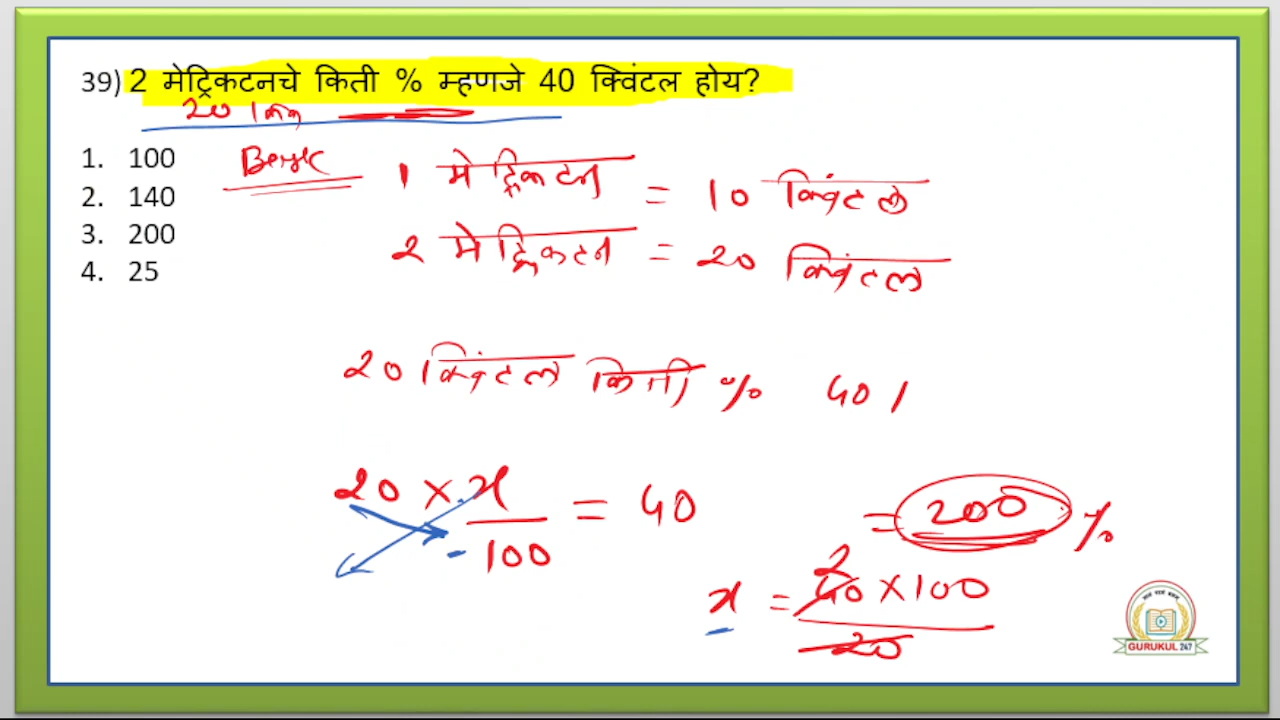 39) 2 मेट्रिकटनचे किती % म्हणजे 40 क्विंटल होय?
20
1. 100
2. 140
3. 200
4. 25
1 मेट्रिकटन = 10 क्विंटल
2 मेट्रिकटन = 20 क्विंटल
20 क्विंटल किती % 40
20 × x / 100 = 40
= 200 %
x = 40 × 100 / 20
2
GURUKUL 247